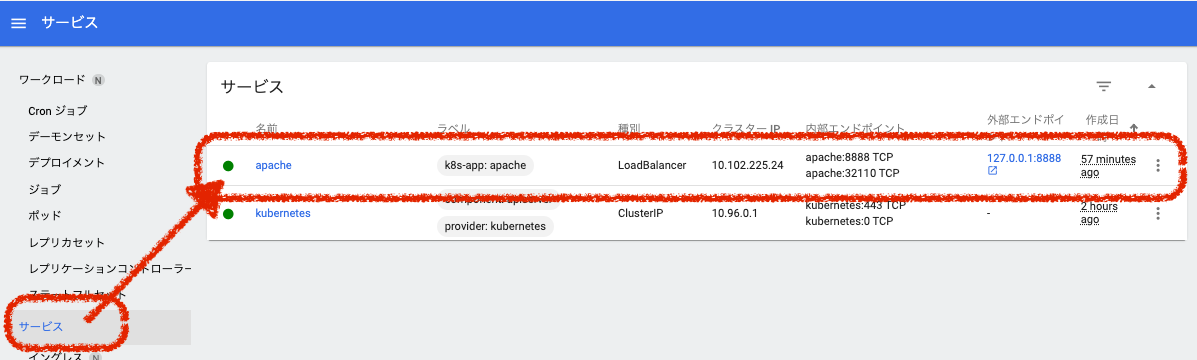 サービス
ワークロード N
Cron ジョブ
デーモンセット
デプロイメント
ジョブ
ポッド
レプリカセット
レプリケーションコントローラー
ステートフルセット
サービス
イングレス N
サービス
名前 ラベル 種別 クラスター IP 内部エンドポイント 外部エンドポイ 作成日
apache k8s-app: apache LoadBalancer 10.102.225.24 apache:8888 TCP 127.0.0.1:8888 57 minutes
apache:32110 TCP ago
component: apiserver
kubernetes ClusterIP 10.96.0.1 kubernetes:443 TCP - 2 hours
provider: kubernetes kubernetes:0 TCP ago